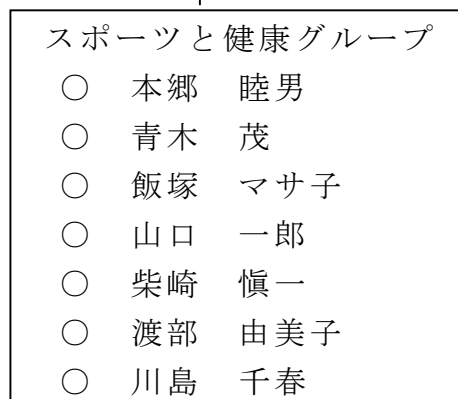 スポーツと健康グループ
○ 本郷 睦男
○ 青木 茂
○ 飯塚 マサ子
○ 山口 一郎
○ 柴崎 愼一
○ 渡部 由美子
○ 川島 千春